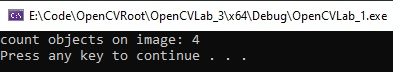 E:\Code\OpenCVRoot\OpenCVLab_3\x64\Debug\OpenCVLab_1.exe
count objects on image: 4
Press any key to continue . . .